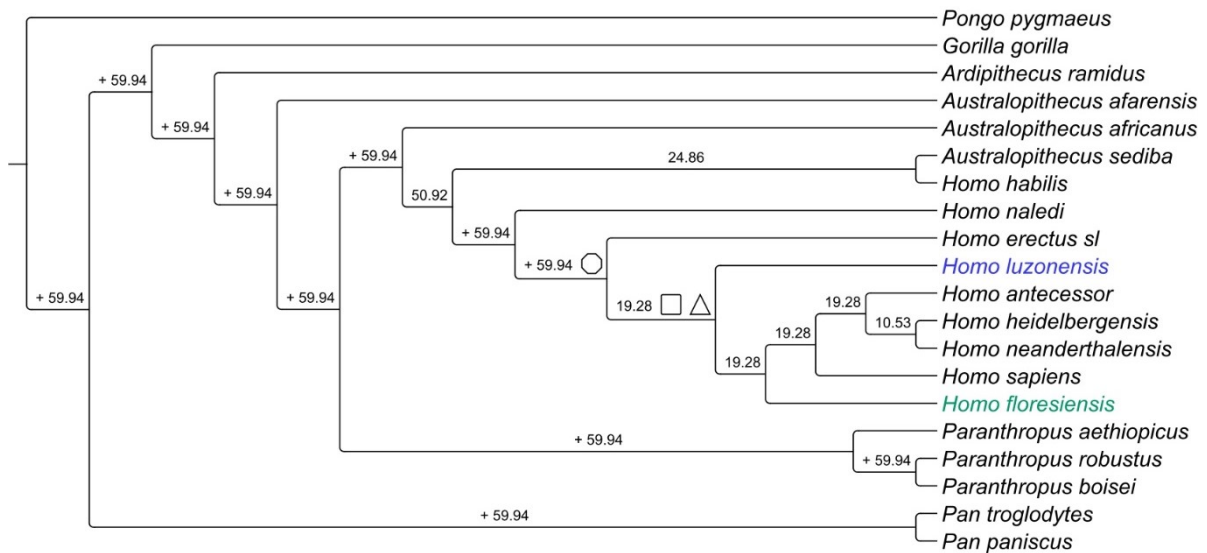 Pongo pygmaeus
Gorilla gorilla
+ 59.94
Ardipithecus ramidus
Australopithecus afarensis
+ 59.94
Australopithecus africanus
+ 59.94
24.86
Australopithecus sediba
Homo habilis
+ 59.94
50.92
Homo naledi
+ 59.94
Homo erectus sl
+ 59.94
Homo luzonensis
Homo antecessor
+ 59.94
+ 59.94
19.28
19.28
Homo heidelbergensis
10.53
Homo neanderthalensis
19.28
Homo sapiens
19.28
Homo floresiensis
Paranthropus aethiopicus
+ 59.94
Paranthropus robustus
+ 59.94
Paranthropus boisei
Pan troglodytes
+ 59.94
Pan paniscus